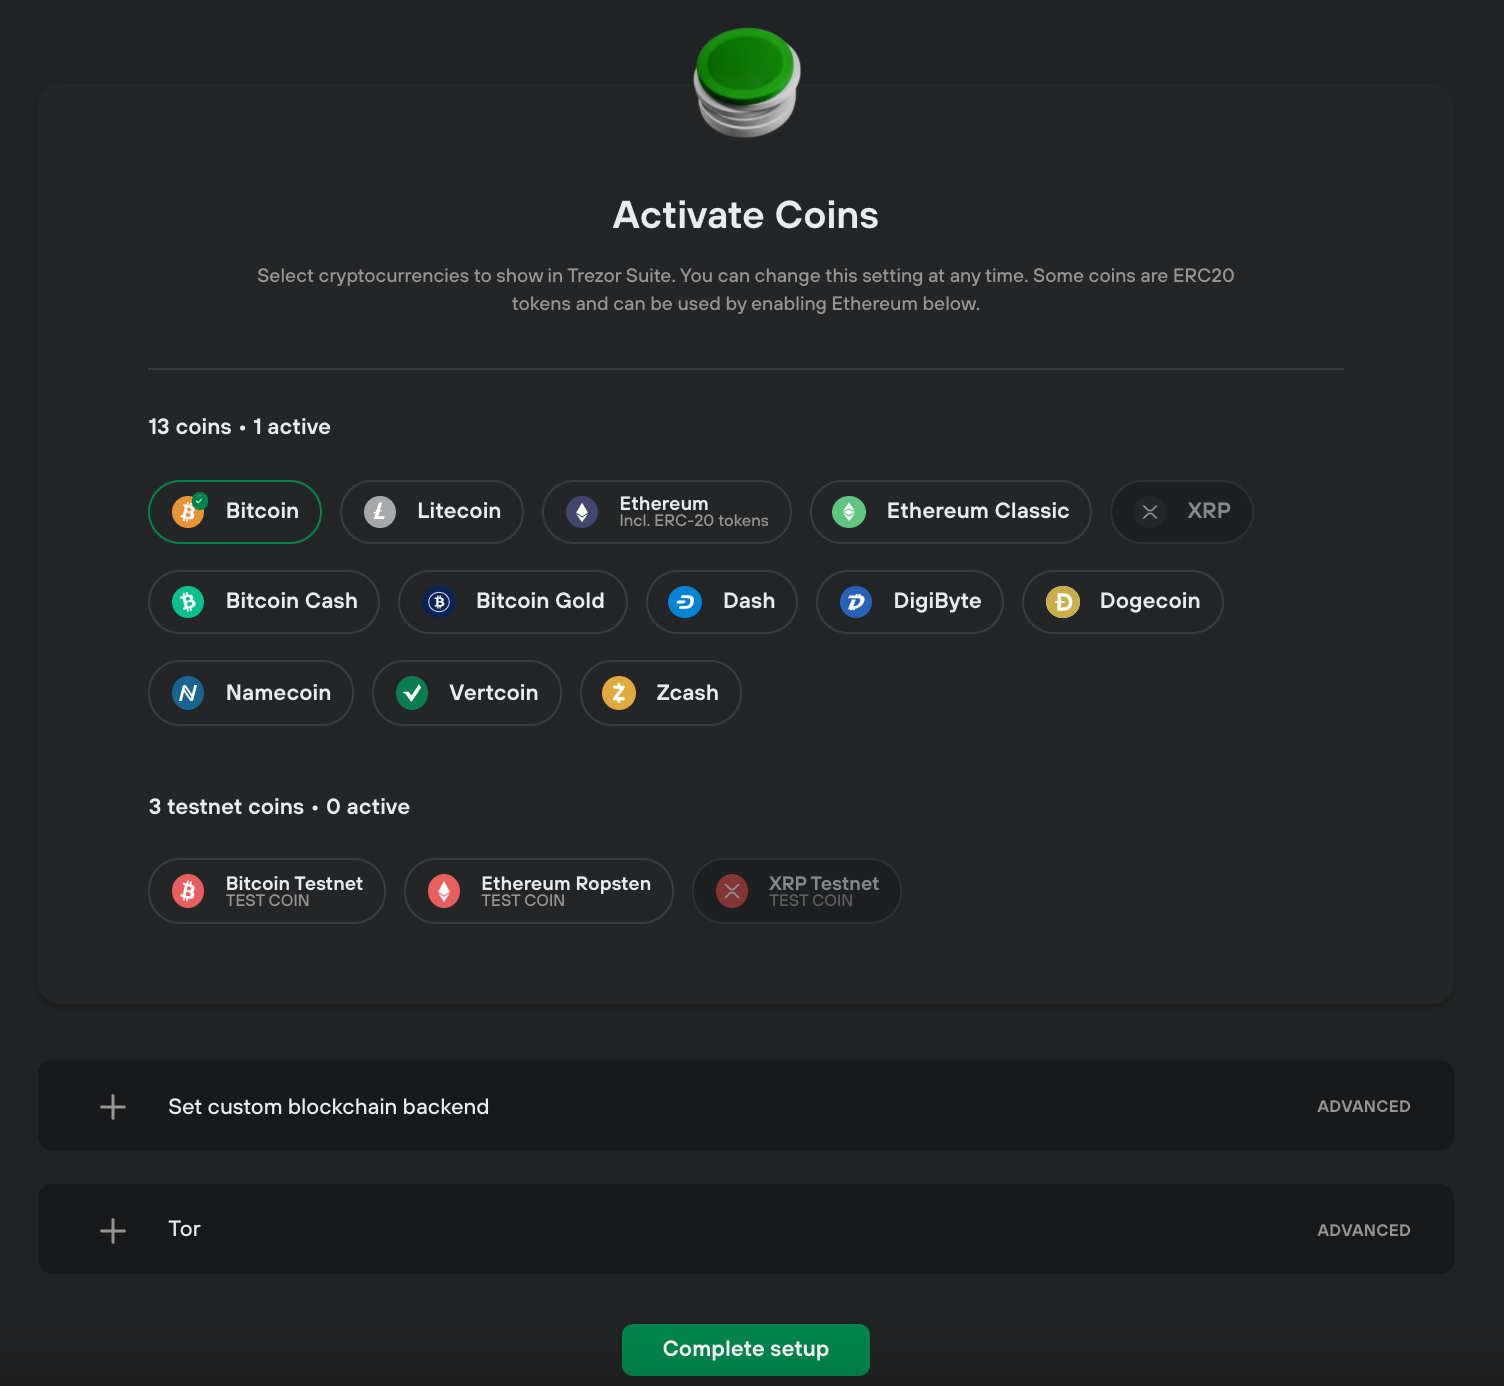 Activate Coins
Select cryptocurrencies to show in Trezor Suite. You can change this setting at any time. Some coins are ERC20
tokens and can be used by enabling Ethereum below.
13 coins • 1 active
Bitcoin
Litecoin
Ethereum
Incl. ERC-20 tokens
Ethereum Classic
XRP
Bitcoin Cash
Bitcoin Gold
Dash
DigiByte
Dogecoin
Namecoin
Vertcoin
Zcash
3 testnet coins • 0 active
Bitcoin Testnet
TEST COIN
Ethereum Ropsten
TEST COIN
XRP Testnet
TEST COIN
Set custom blockchain backend
ADVANCED
Tor
ADVANCED
Complete setup